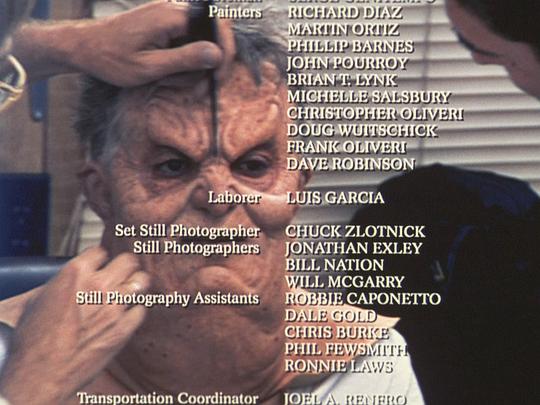 Painters RICHARD DIAZ
MARTIN ORTIZ
PHILLIP BARNES
JOHN POURROY
BRIAN T. LYNK
MICHELLE SALSBURY
CHRISTOPHER OLIVERI
DOUG WUITSCHICK
FRANK OLIVERI
DAVE ROBINSON
Laborer LUIS GARCIA
Set Still Photographer CHUCK ZLOTNICK
Still Photographers JONATHAN EXLEY
BILL NATION
WILL MCGARRY
Still Photography Assistants ROBBIE CAPONETTO
DALE GOLD
CHRIS BURKE
PHIL FEWSMITH
RONNIE LAWS
Transportation Coordinator JOEL A. RENFRO